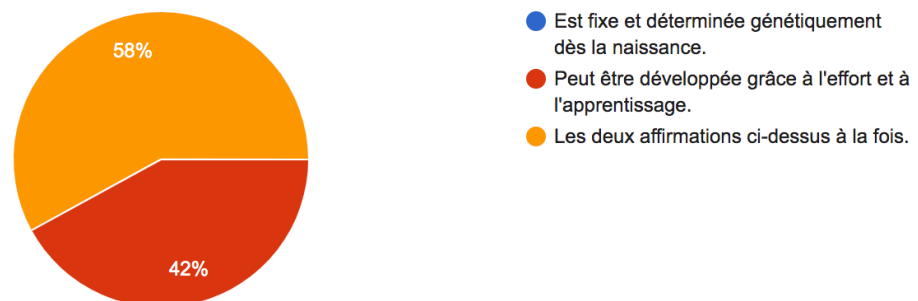 58%
42%
Est fixe et déterminée génétiquement
dès la naissance.
Peut être développée grâce à l'effort et à
l'apprentissage.
Les deux affirmations ci-dessus à la fois.